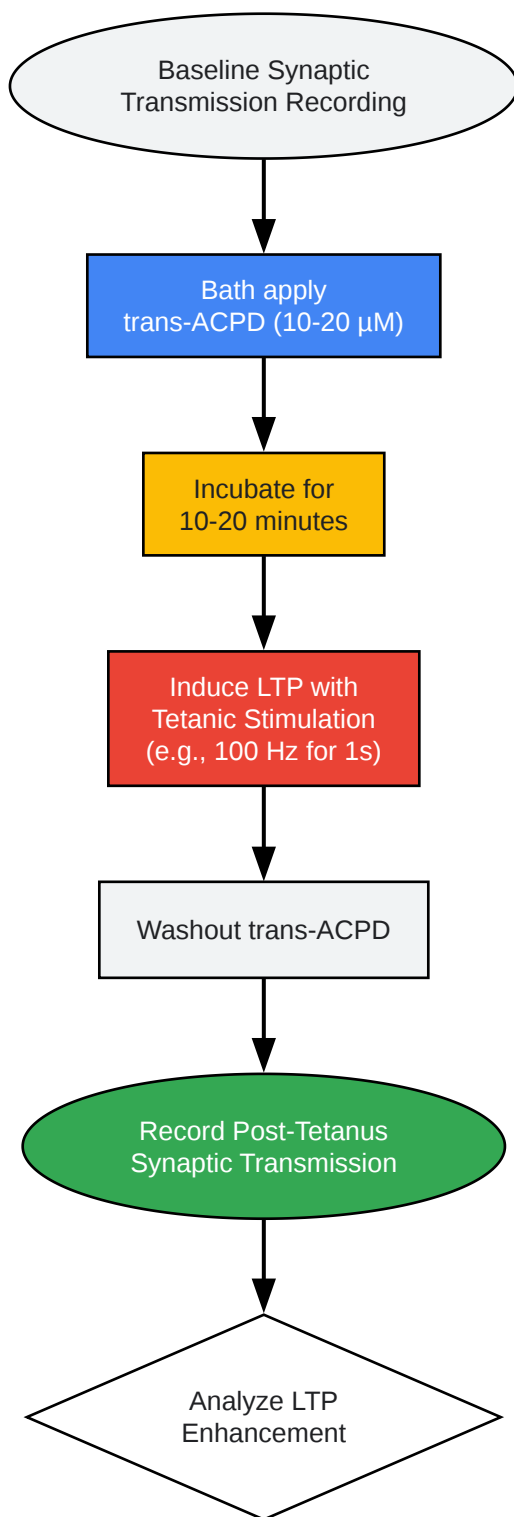 Baseline Synaptic
Transmission Recording
Bath apply
trans-ACPD (10-20 µM)
Incubate for
10-20 minutes
Induce LTP with
Tetanic Stimulation
(e.g., 100 Hz for 1s)
Washout trans-ACPD
Record Post-Tetanus
Synaptic Transmission
Analyze LTP
Enhancement